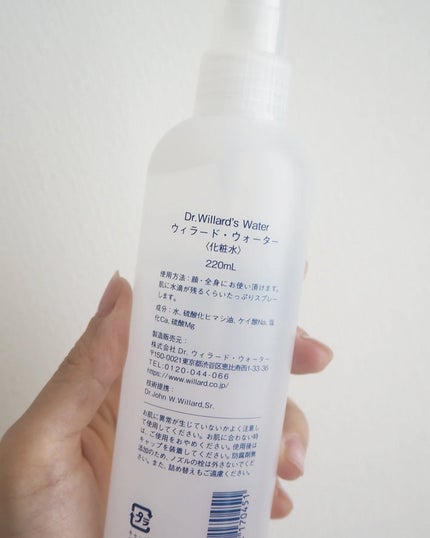 Dr.Willard's Water
ウィラード・ウォーター
〈化粧水〉
220mL
使用方法：顔・全身にお使い頂けます。
肌に水滴が残るくらいたっぷりスプレー
します。
成分：水、硫酸化ヒマシ油、ケイ酸Na、塩
化Ca、硫酸Mg
製造販売元：
株式会社 Dr. ウィラード・ウォーター
〒150-0021東京都渋谷区恵比寿西1-33-36
TEL:0120-044-066
https://www.willard.co.jp/
技術提携：
Dr.John W.Willard,Sr.
お肌に異常が生じていないかよく注意し
て使用してください。お肌に合わない時
は、ご使用をおやめください。使用後は
キャップを装着してください。防腐剤無
添加のため、ノズルの栓は外さないでくだ
さい。また、詰め替えもご遠慮ください。
プラ